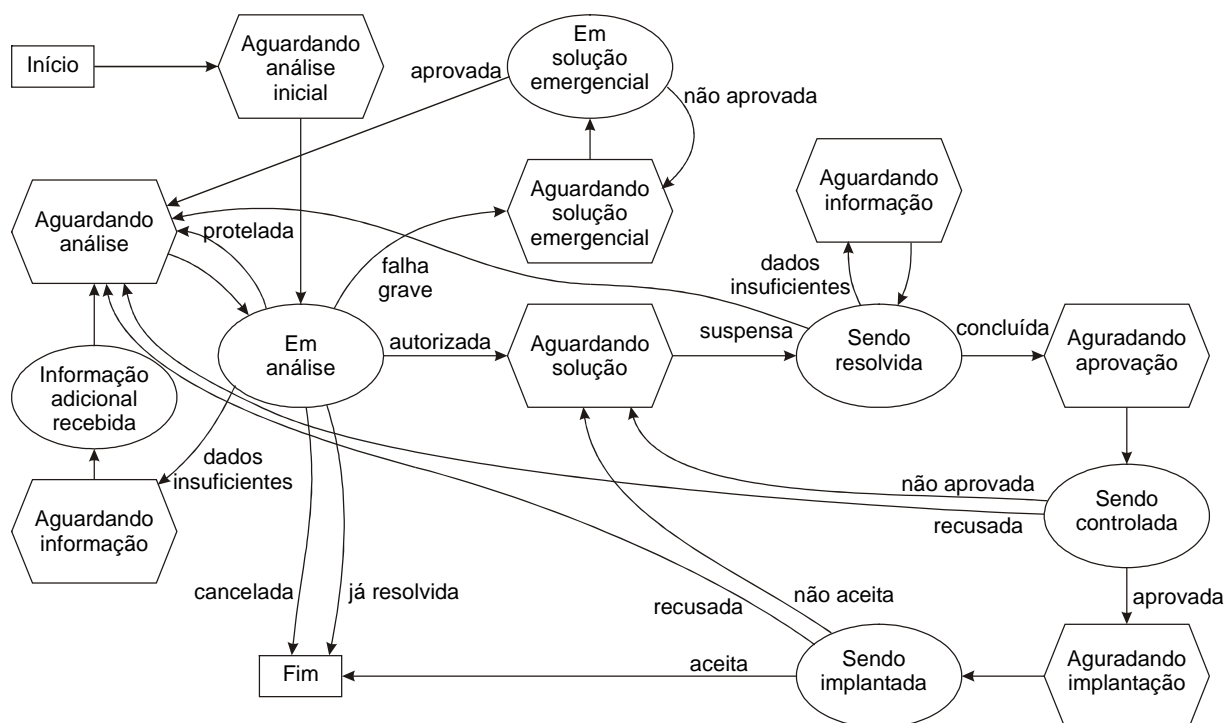 Início
Aguardando
análise
inicial
Em
solução
emergencial
aprovada
não aprovada
Aguardando
solução
emergencial
Aguardando
informação
Aguardando
análise
protelada
falha
grave
dados
insuficientes
Em
análise
autorizada
Aguardando
solução
suspensa
Sendo
resolvida
concluída
Aguradando
aprovação
Informação
adicional
recebida
dados
insuficientes
Aguardando
informação
não aprovada
recusada
Sendo
controlada
cancelada
já resolvida
recusada
não aceita
aprovada
Fim
aceita
Sendo
implantada
Aguradando
implantação